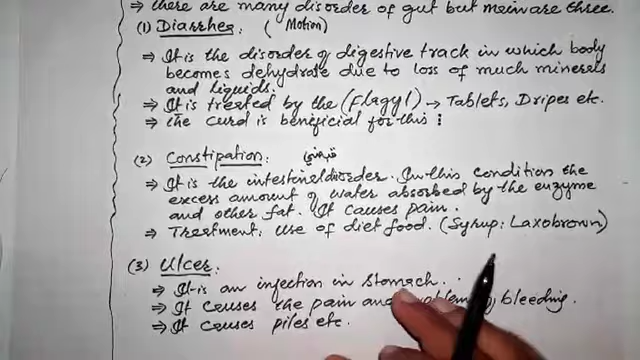 ⇒ there are many disorder of gut but mein are three.
(1) Diarrhea: (Motion)
⇒ It is the disorder of digestive track in which body
becomes dehydrate due to loss of much minerals
and liquids.
⇒ It is treated by the (Flagyl) → Tablets, Dripes etc.
⇒ the curd is beneficial for this :
(2) Constipation:
⇒ It is the intestinel disorder. In this condition the
excess amount of water absorbed by the enzyme
and other fat. It causes pain.
⇒ Treatment: Use of diet food. (Syrup: Laxobrown)
(3) Ulcer:
⇒ It is an infection in stomach.
⇒ It causes the pain and bleeding.
⇒ It causes piles etc.